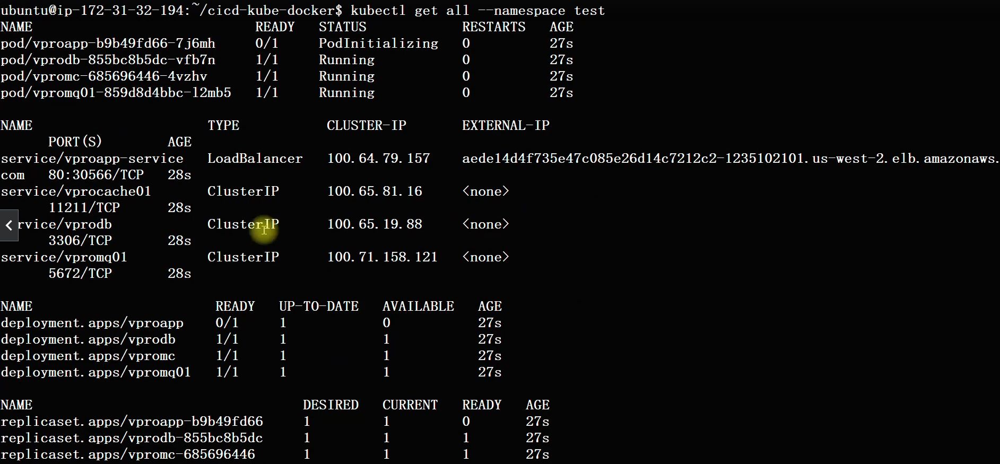 ubuntu@ip-172-31-32-194:~/cicd-kube-docker$ kubectl get all --namespace test
NAME                            READY   STATUS            RESTARTS   AGE
pod/vproapp-b9b49fd66-7j6mh     0/1     PodInitializing   0          27s
pod/vprodb-855bc8b5dc-vfb7n     1/1     Running           0          27s
pod/vpromc-685696446-4vzhv      1/1     Running           0          27s
pod/vpromq01-859d8d4bbc-l2mb5   1/1     Running           0          27s
NAME                      TYPE           CLUSTER-IP       EXTERNAL-IP
      PORT(S)        AGE
service/vproapp-service   LoadBalancer   100.64.79.157    aede14d4f735e47c085e26d14c7212c2-1235102101.us-west-2.elb.amazonaws.
com   80:30566/TCP   28s
service/vprocache01       ClusterIP      100.65.81.16     <none>
      11211/TCP      28s
rvice/vprodb            ClusterIP      100.65.19.88     <none>
      3306/TCP       28s
service/vpromq01          ClusterIP      100.71.158.121   <none>
      5672/TCP       28s
NAME                       READY   UP-TO-DATE   AVAILABLE   AGE
deployment.apps/vproapp    0/1     1            0           27s
deployment.apps/vprodb     1/1     1            1           27s
deployment.apps/vpromc     1/1     1            1           27s
deployment.apps/vpromq01   1/1     1            1           27s
NAME                                  DESIRED   CURRENT   READY   AGE
replicaset.apps/vproapp-b9b49fd66     1         1         0       27s
replicaset.apps/vprodb-855bc8b5dc     1         1         1       27s
replicaset.apps/vpromc-685696446      1         1         1       27s